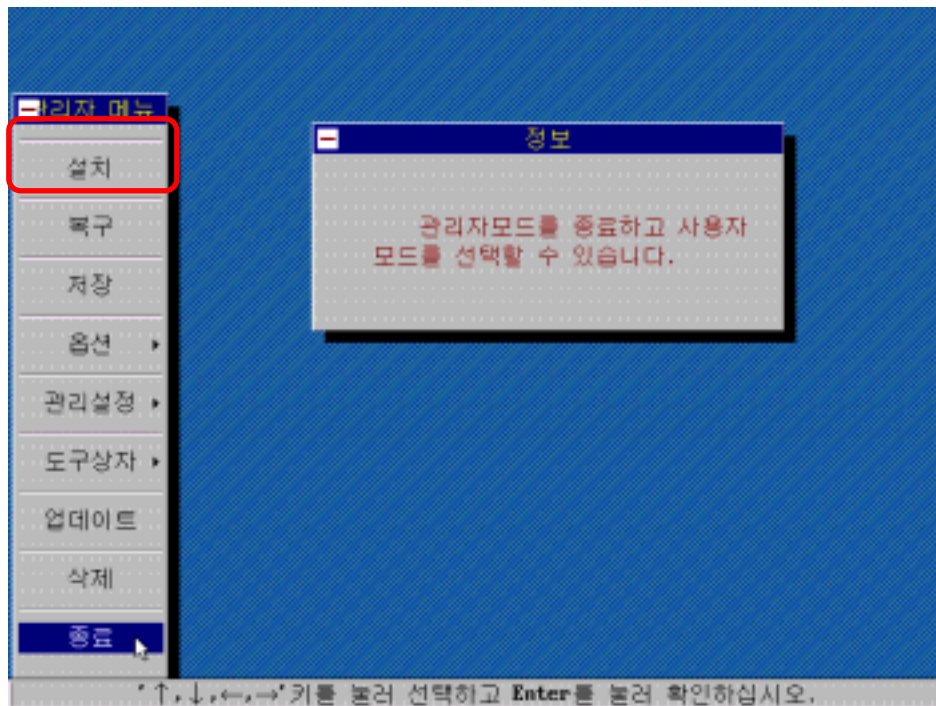 관리자 메뉴
설치
복구
저장
옵션
관리설정
도구상자
업데이트
삭제
종료
정보
관리자모드를 종료하고 사용자
모드를 선택할 수 있습니다.
'↑,↓,←,→'키를 눌러 선택하고 Enter를 눌러 확인하십시오.